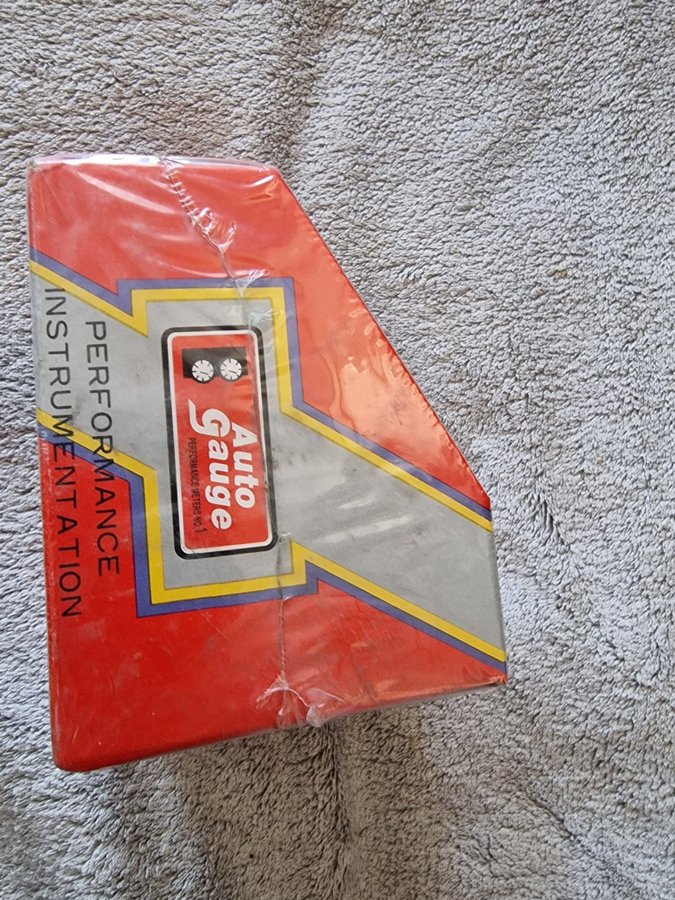 Auto
Gauge
PERFORMANCE METERS NO.1
PERFORMANCE
INSTRUMENTATION